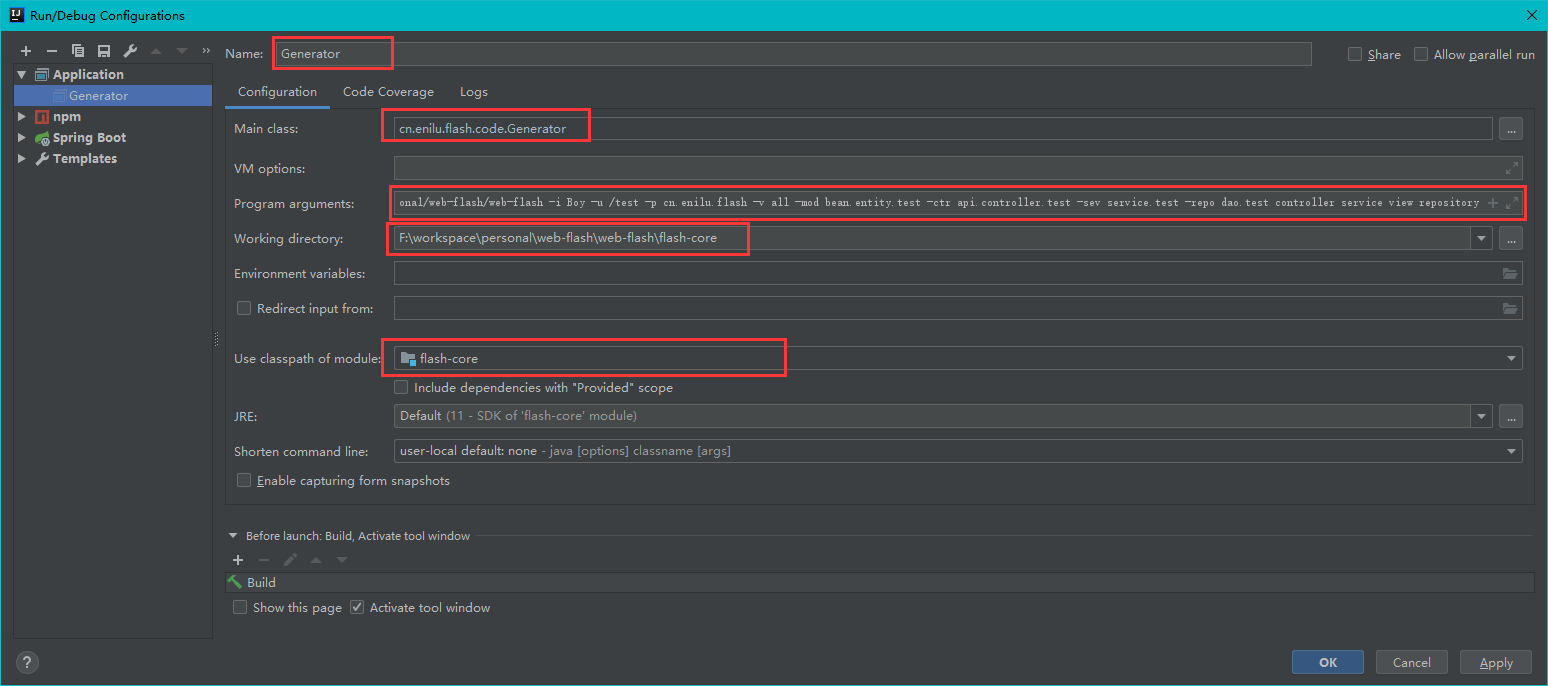 Run/Debug Configurations
Application
Generator
npm
Spring Boot
Templates
Name: Generator
Share
Allow parallel run
Configuration Code Coverage Logs
Main class: cn.enilu.flash.code.Generator ...
VM options:
Program arguments: onal/web-flash/web-flash -i Boy -u /test -p cn.enilu.flash -v all -mod bean.entity.test -ctr api.controller.test -sev service.test -repo dao.test controller service view repository
Working directory: F:\workspace\personal\web-flash\web-flash\flash-core ...
Environment variables:
Redirect input from:
Use classpath of module: flash-core
Include dependencies with "Provided" scope
JRE: Default (11 - SDK of 'flash-core' module) ...
Shorten command line: user-local default: none - java [options] classname [args]
Enable capturing form snapshots
Before launch: Build, Activate tool window
Build
Show this page Activate tool window
? OK Cancel Apply